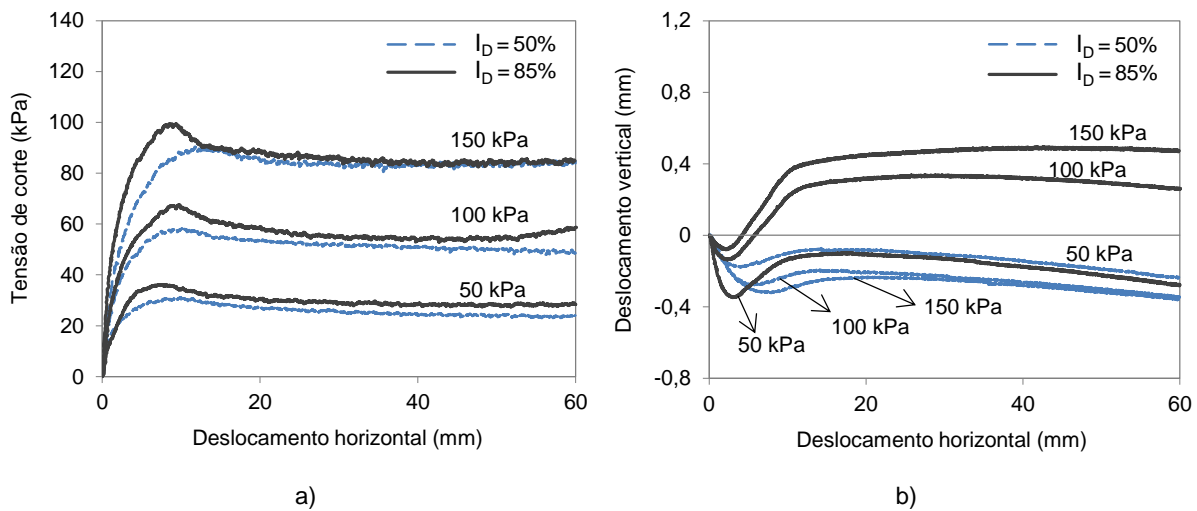 Tensão de corte (kPa)
140
120
100
80
60
40
20
0
I_D = 50%
I_D = 85%
150 kPa
100 kPa
50 kPa
0
20
40
60
Deslocamento horizontal (mm)
a)
Deslocamento vertical (mm)
1,2
0,8
0,4
0
-0,4
-0,8
I_D = 50%
I_D = 85%
150 kPa
100 kPa
50 kPa
150 kPa
100 kPa
50 kPa
0
20
40
60
Deslocamento horizontal (mm)
b)